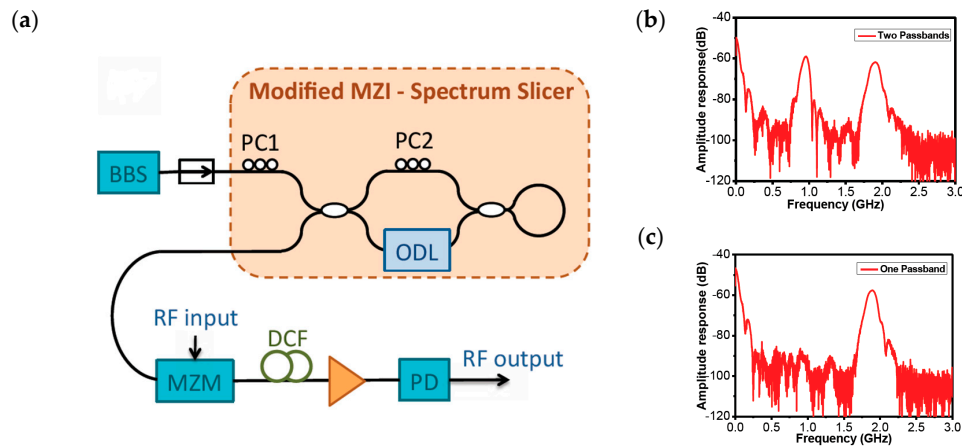 (a)
Modified MZI - Spectrum Slicer
PC1
PC2
BBS
ODL
RF input
DCF
RF output
MZM
PD
(b)
Two Passbands
Amplitude response(dB)
-40
-60
-80
-100
-120
0.0 0.5 1.0 1.5 2.0 2.5 3.0
Frequency (GHz)
(c)
One Passband
Amplitude response (dB)
-40
-60
-80
-100
-120
0.0 0.5 1.0 1.5 2.0 2.5 3.0
Frequency (GHz)